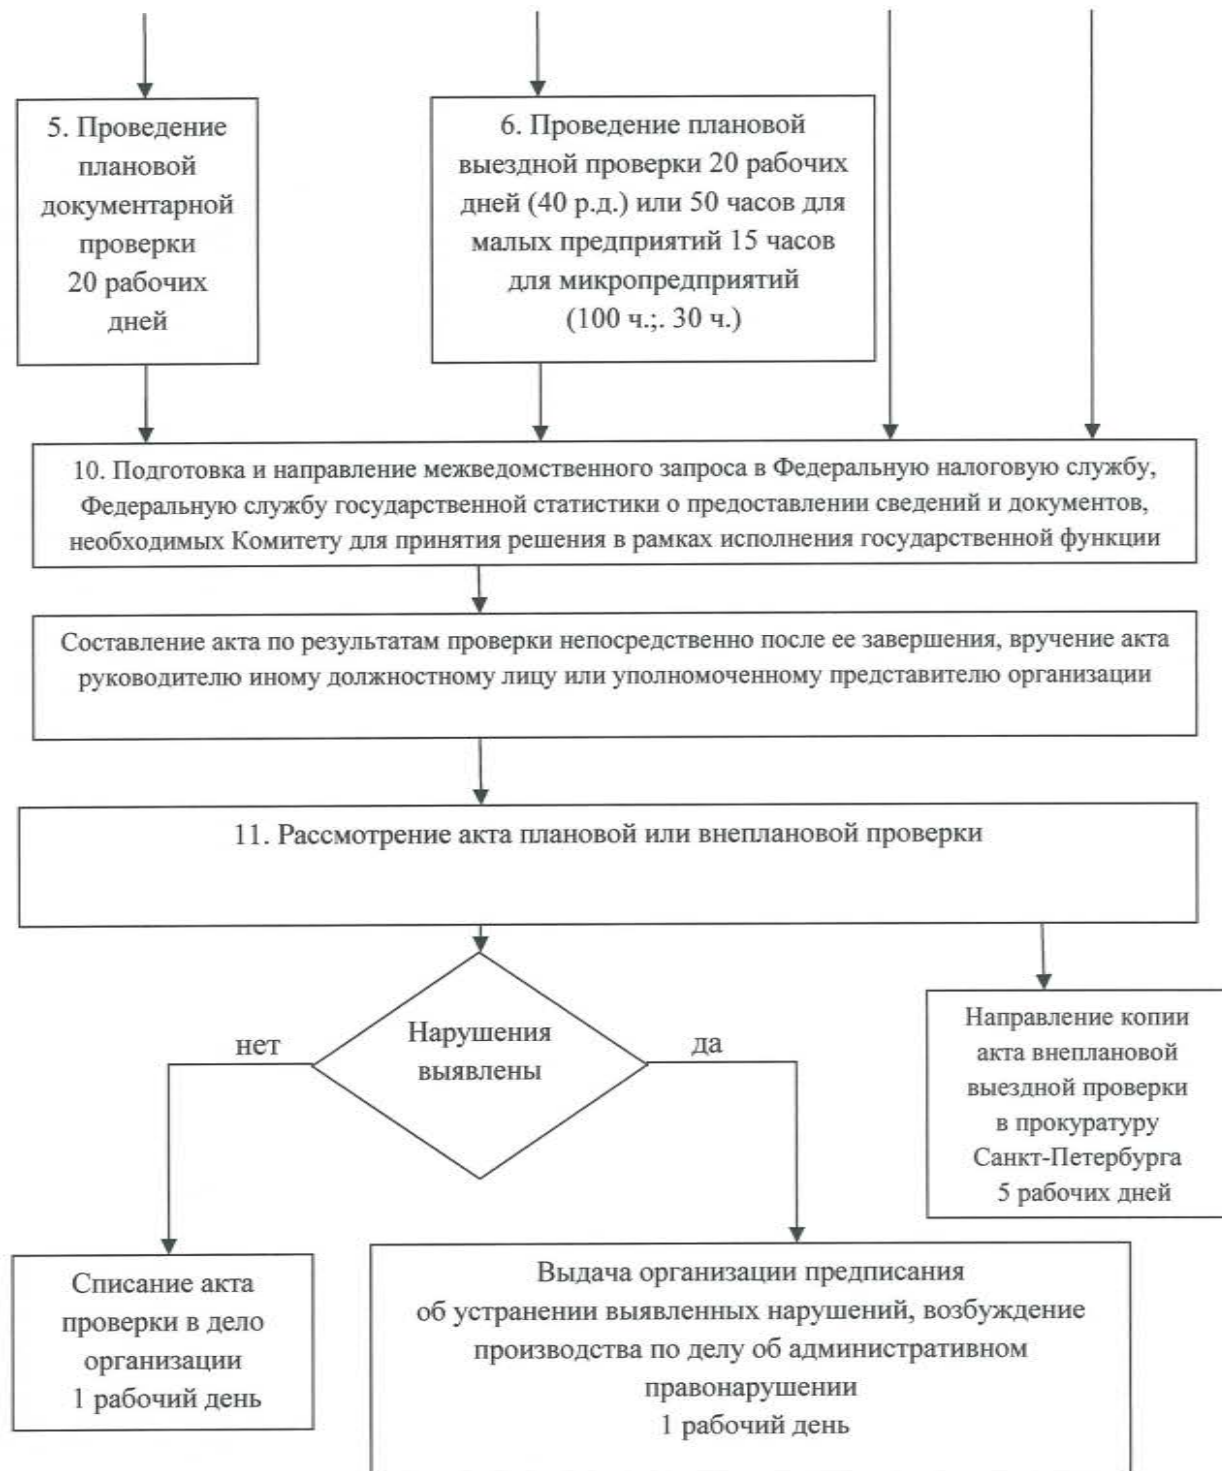 5. Проведение
плановой
документарной
проверки
20 рабочих
дней
6. Проведение плановой
выездной проверки 20 рабочих
дней (40 р.д.) или 50 часов для
малых предприятий 15 часов
для микропредприятий
(100 ч.;. 30 ч.)
10. Подготовка и направление межведомственного запроса в Федеральную налоговую службу,
Федеральную службу государственной статистики о предоставлении сведений и документов,
необходимых Комитету для принятия решения в рамках исполнения государственной функции
Составление акта по результатам проверки непосредственно после ее завершения, вручение акта
руководителю иному должностному лицу или уполномоченному представителю организации
11. Рассмотрение акта плановой или внеплановой проверки
Нарушения
выявлены
нет
да
Направление копии
акта внеплановой
выездной проверки
в прокуратуру
Санкт-Петербурга
5 рабочих дней
Списание акта
проверки в дело
организации
1 рабочий день
Выдача организации предписания
об устранении выявленных нарушений, возбуждение
производства по делу об административном
правонарушении
1 рабочий день